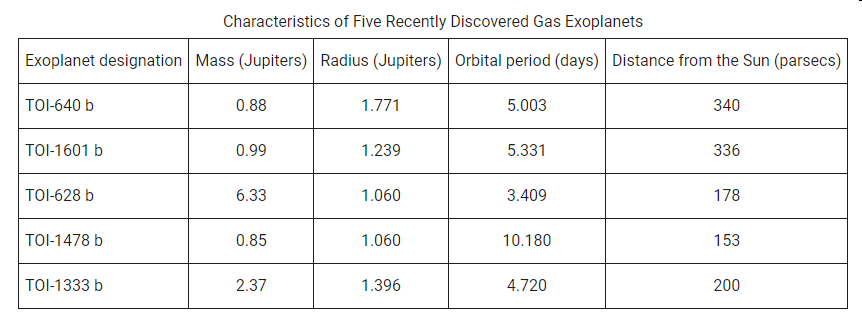 Characteristics of Five Recently Discovered Gas Exoplanets
Exoplanet designation Mass (Jupiters) Radius (Jupiters) Orbital period (days) Distance from the Sun (parsecs)
TOI-640 b 0.88 1.771 5.003 340
TOI-1601 b 0.99 1.239 5.331 336
TOI-628 b 6.33 1.060 3.409 178
TOI-1478 b 0.85 1.060 10.180 153
TOI-1333 b 2.37 1.396 4.720 200